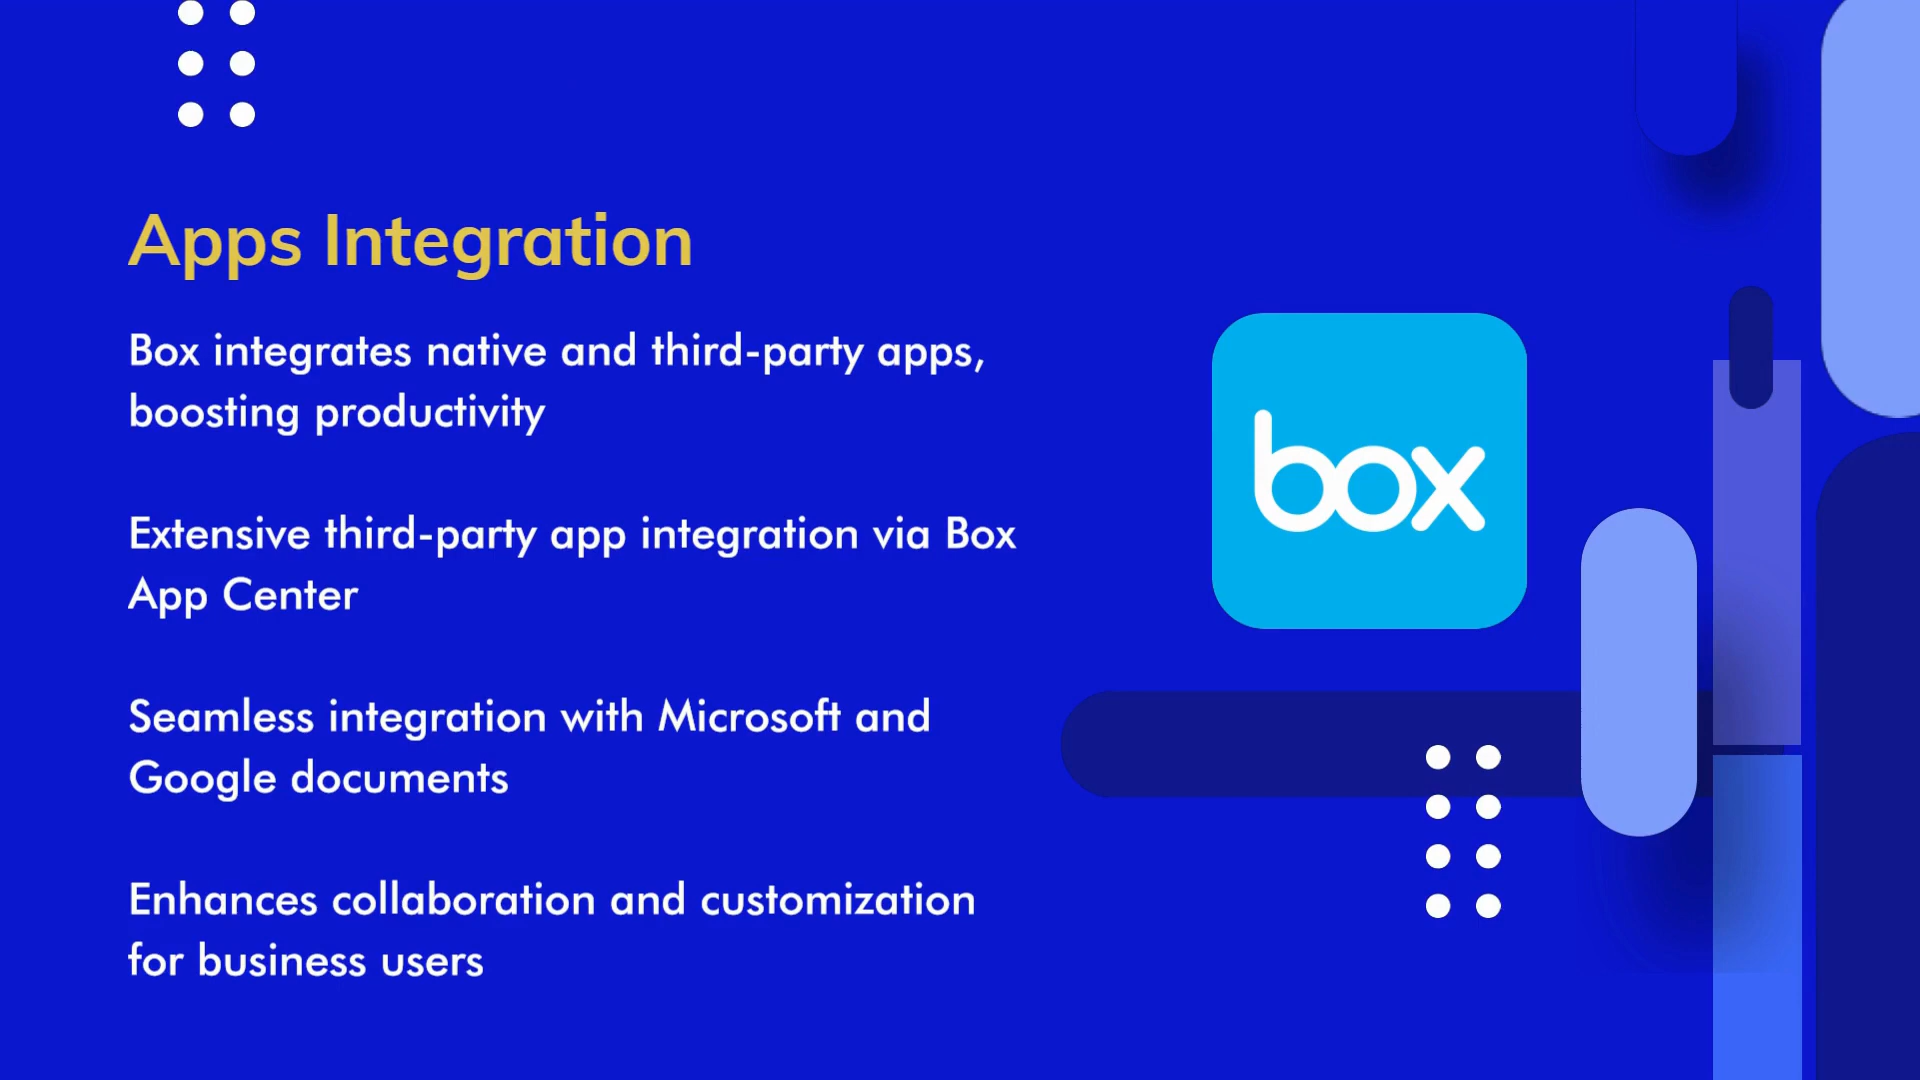 Apps Integration
Box integrates native and third-party apps,
boosting productivity
Extensive third-party app integration via Box
App Center
Seamless integration with Microsoft and
Google documents
Enhances collaboration and customization
for business users
box